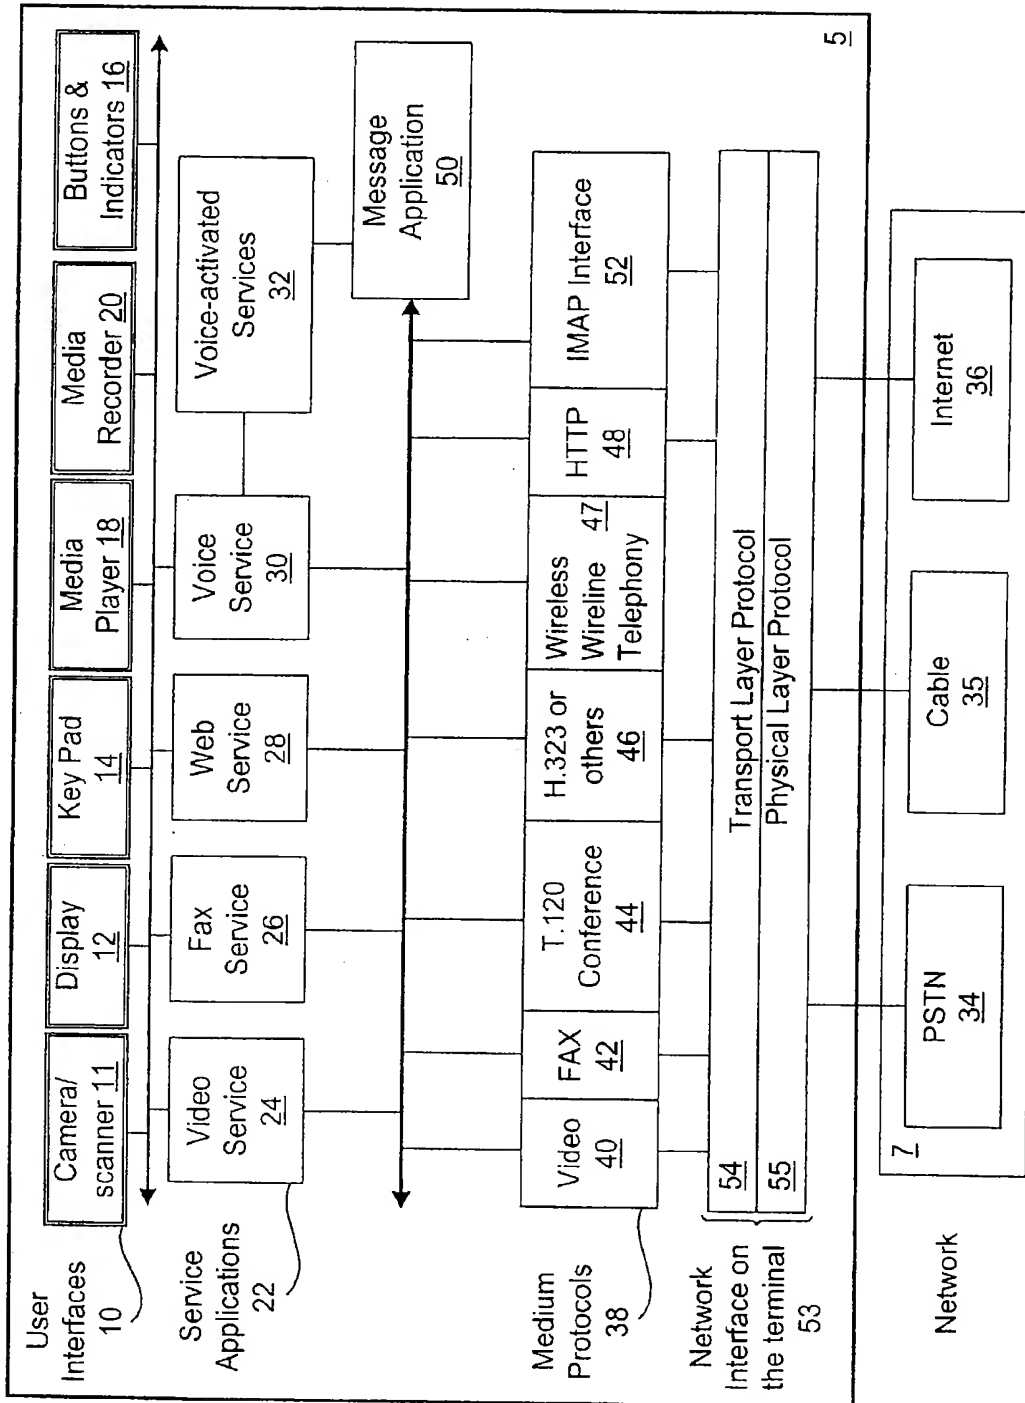 User
Interfaces
10
Camera/
scanner 11
Display
12
Key Pad
14
Media
Player 18
Media
Recorder 20
Buttons &
Indicators 16
Service
Applications
22
Video
Service
24
Fax
Service
26
Web
Service
28
Voice
Service
30
Voice-activated
Services
32
Message
Application
50
Medium
Protocols
38
Video
40
FAX
42
T.120
Conference
44
H.323 or
others
46
Wireless 47
Wireline
Telephony
HTTP
48
IMAP Interface
52
Network
Interface on
the terminal
53
54 Transport Layer Protocol
55 Physical Layer Protocol
5
Network
7
PSTN
34
Cable
35
Internet
36